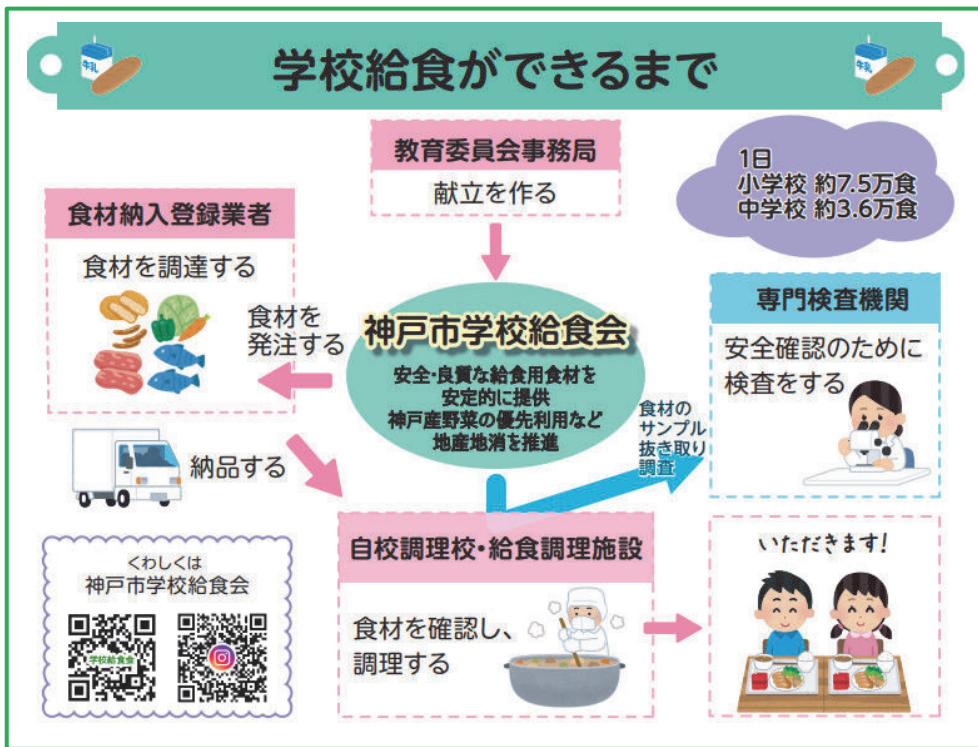 牛乳
学校給食ができるまで
牛乳
教育委員会事務局
献立を作る
1日
小学校 約7.5万食
中学校 約3.6万食
食材納入登録業者
食材を調達する
食材を
発注する
神戸市学校給食会
安全・良質な給食用食材を
安定的に提供
神戸産野菜の優先利用など
地産地消を推進
専門検査機関
安全確認のために
検査をする
食材の
サンプル
抜き取り
調査
納品する
自校調理校・給食調理施設
食材を確認し、
調理する
いただきます!
くわしくは
神戸市学校給食会
学校給食会